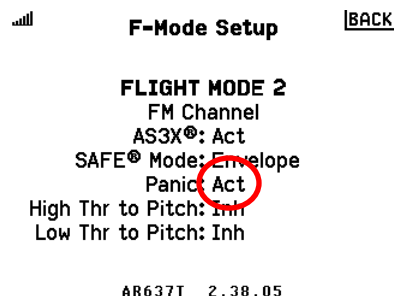 F-Mode Setup
BACK
FLIGHT MODE 2
FM Channel
AS3X®: Act
SAFE® Mode: Envelope
Panic: Act
High Thr to Pitch: Inh
Low Thr to Pitch: Inh
AR637T 2.38.05